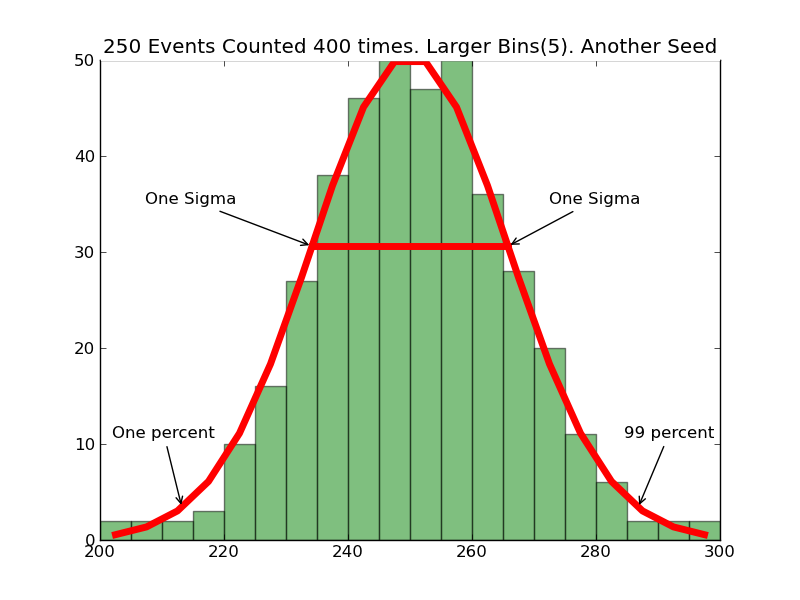 250 Events Counted 400 times. Larger Bins(5). Another Seed
50
40
One Sigma
One Sigma
30
20
One percent
99 percent
10
0
200
220
240
260
280
300